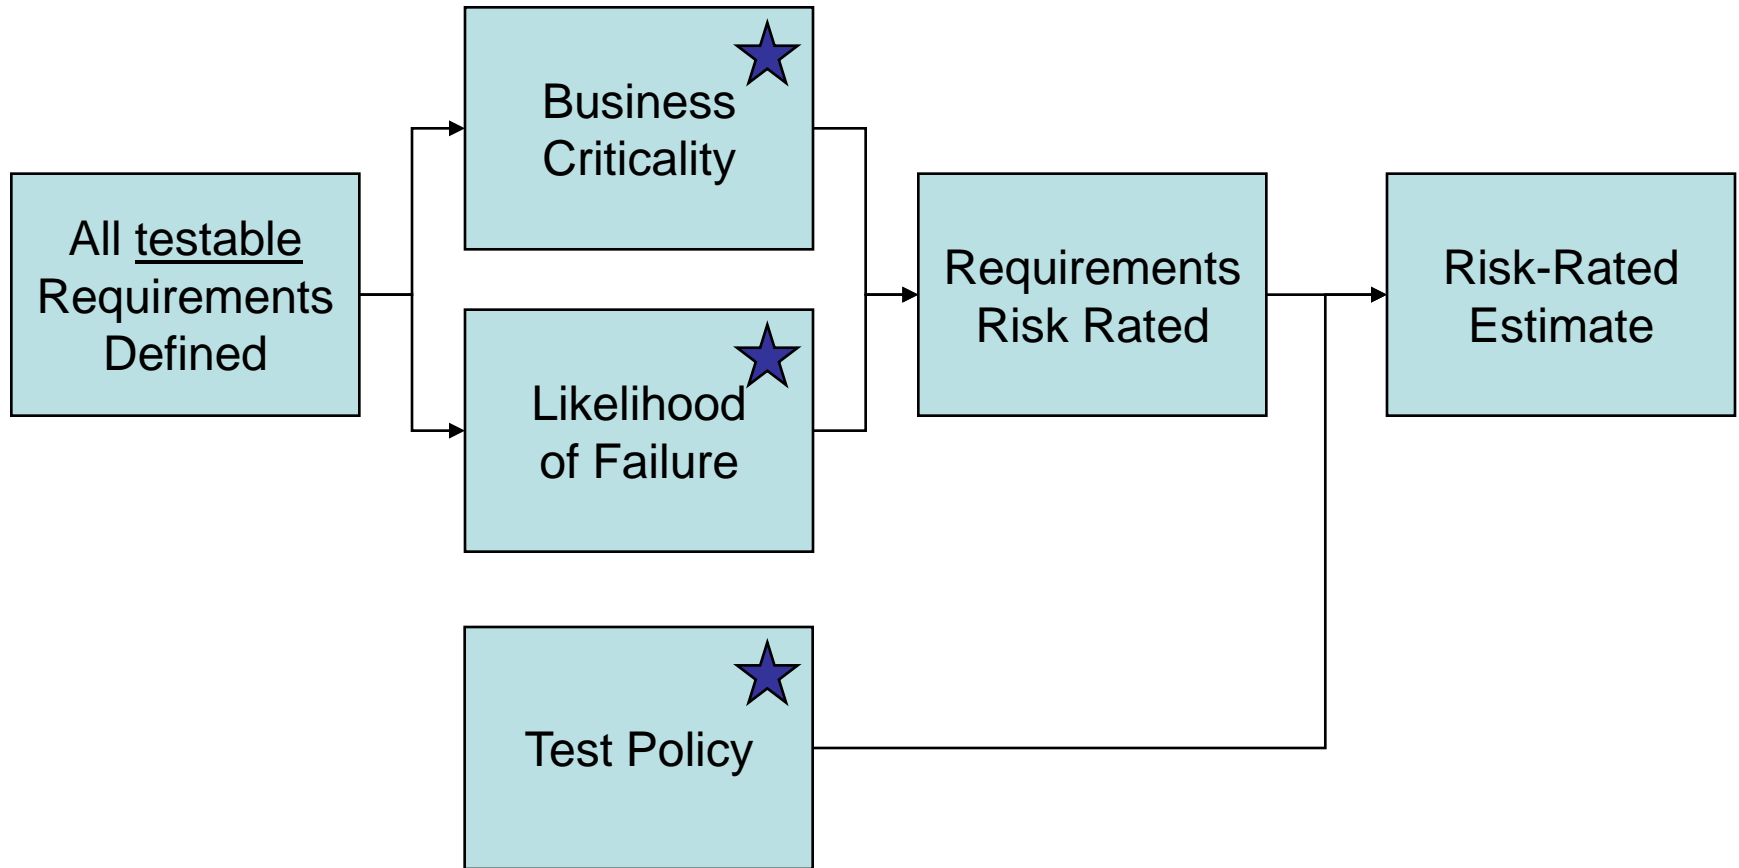 All testable
Requirements
Defined
Business
Criticality
Likelihood
of Failure
Test Policy
Requirements
Risk Rated
Risk-Rated
Estimate